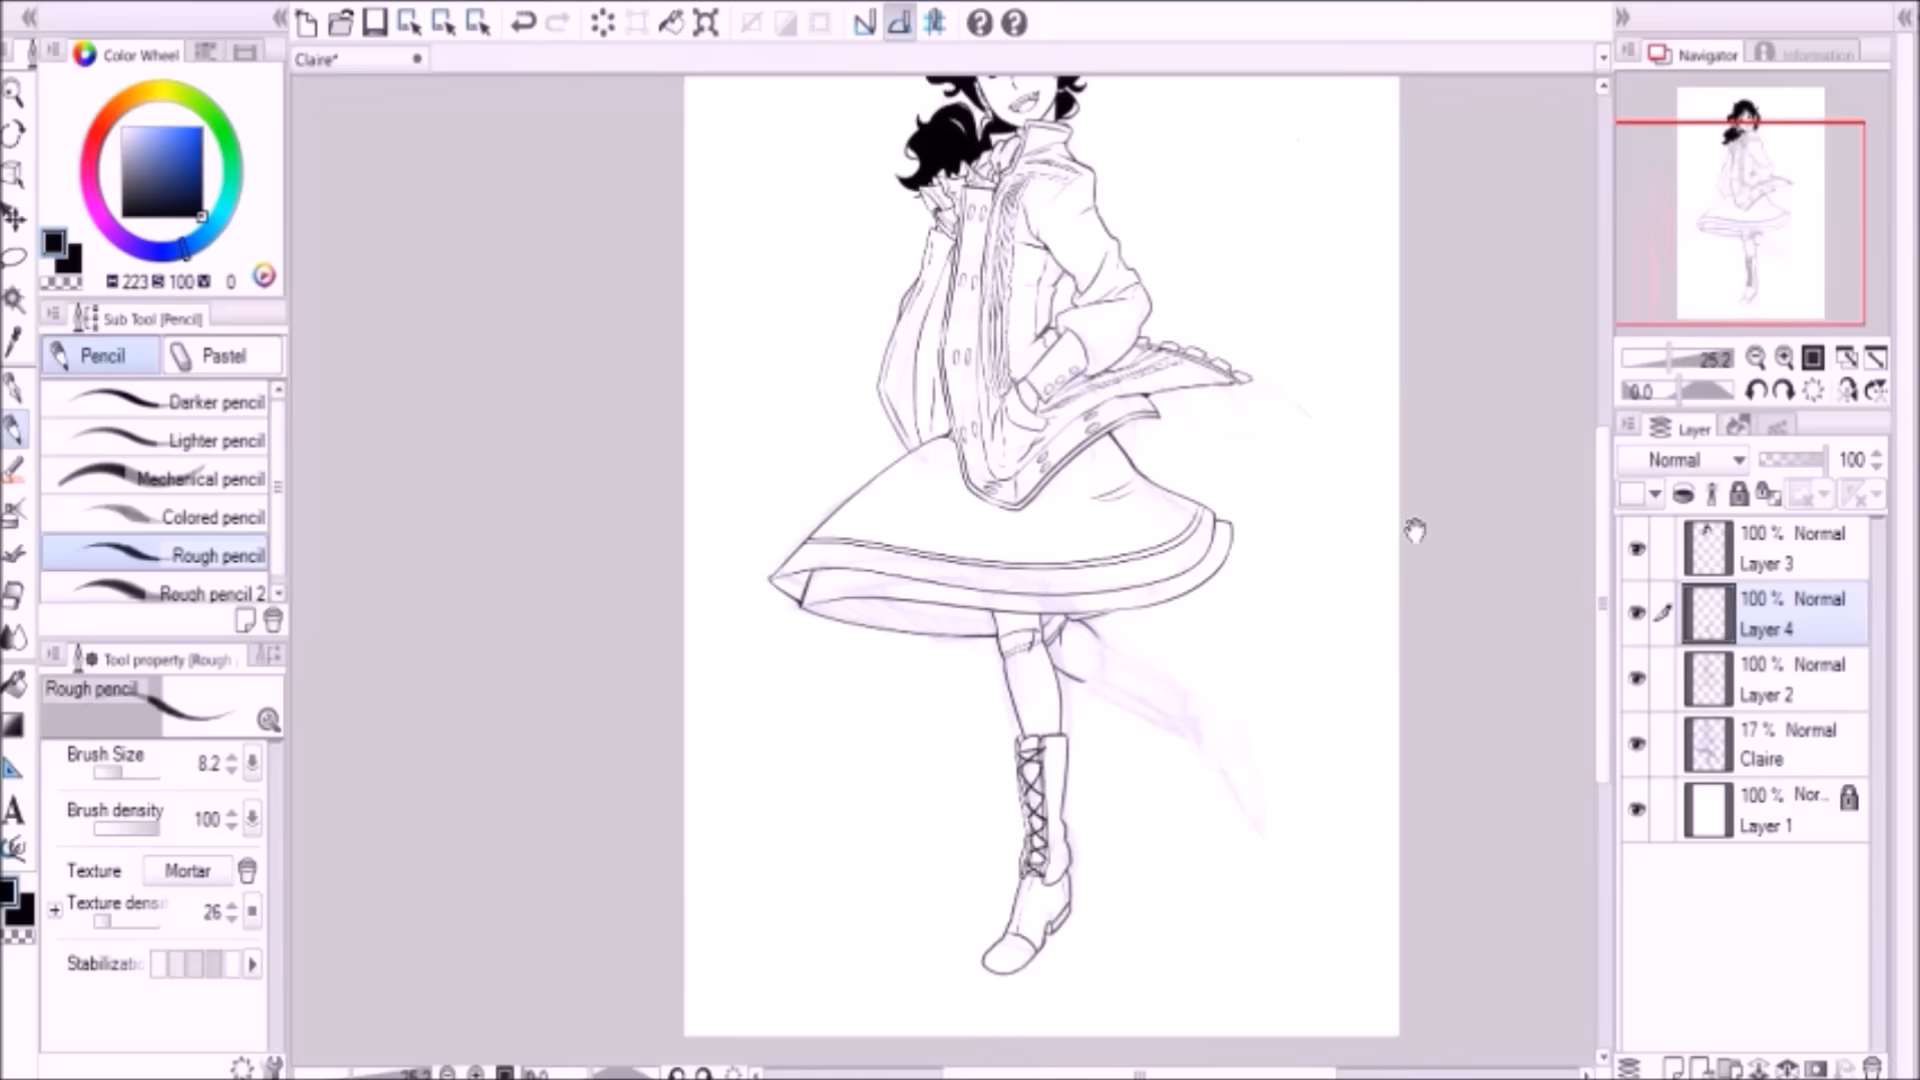 Color Wheel
223 S 100 V 0
Sub Tool [Pencil]
Pencil
Pastel
Darker pencil
Lighter pencil
Mechanical pencil
Colored pencil
Rough pencil
Rough pencil 2
Tool property [Rough
Rough pencil
Brush Size 8.2
Brush density 100
Texture Mortar
Texture densi 26
Stabilizatic
Claire*
Navigator
Information
25.2
0.0
Layer
Normal 100
100 % Normal
Layer 3
100 % Normal
Layer 4
100 % Normal
Layer 2
17 % Normal
Claire
100 % Nor..
Layer 1